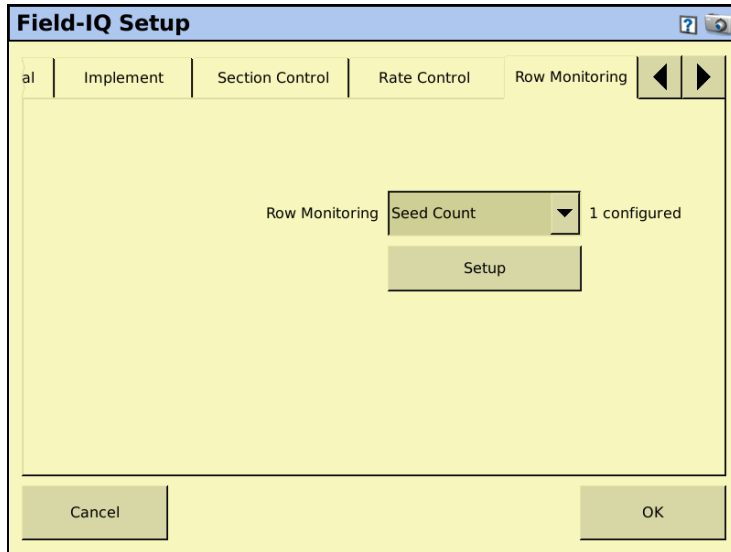 Field-IQ Setup
?
al Implement Section Control Rate Control Row Monitoring
Row Monitoring Seed Count 1 configured
Setup
Cancel OK